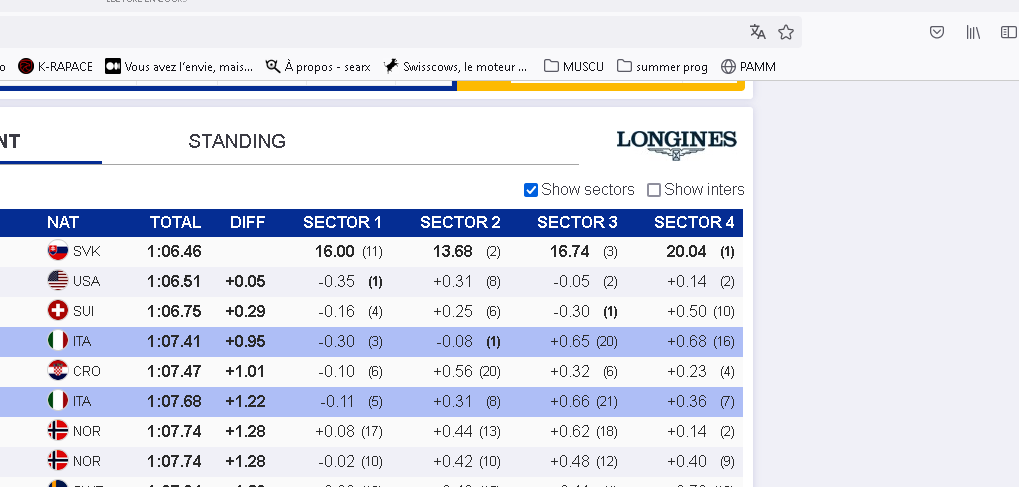 K-RAPACE Vous avez l'envie, mais... À propos - searx Swisscows, le moteur ... MUSCU summer prog PAMM
STANDING
LONGINES
Show sectors Show inters
NAT TOTAL DIFF SECTOR 1 SECTOR 2 SECTOR 3 SECTOR 4
SVK 1:06.46 16.00 (11) 13.68 (2) 16.74 (3) 20.04 (1)
USA 1:06.51 +0.05 -0.35 (1) +0.31 (8) -0.05 (2) +0.14 (2)
SUI 1:06.75 +0.29 -0.16 (4) +0.25 (6) -0.30 (1) +0.50 (10)
ITA 1:07.41 +0.95 -0.30 (3) -0.08 (1) +0.65 (20) +0.68 (16)
CRO 1:07.47 +1.01 -0.10 (6) +0.56 (20) +0.32 (6) +0.23 (4)
ITA 1:07.68 +1.22 -0.11 (5) +0.31 (8) +0.66 (21) +0.36 (7)
NOR 1:07.74 +1.28 +0.08 (17) +0.44 (13) +0.62 (18) +0.14 (2)
NOR 1:07.74 +1.28 -0.02 (10) +0.42 (10) +0.48 (12) +0.40 (9)